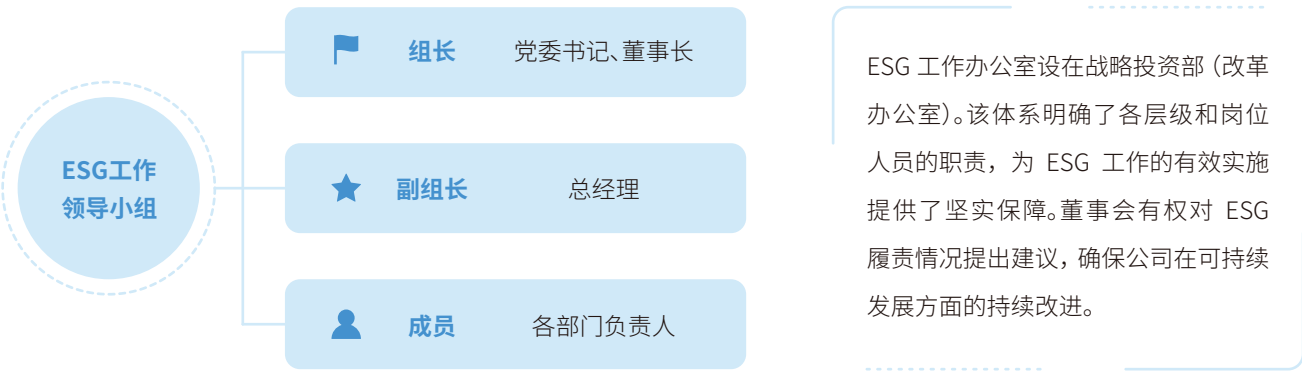 ESG工作
领导小组
组长 党委书记、董事长
副组长 总经理
成员 各部门负责人
ESG 工作办公室设在战略投资部（改革
办公室）。该体系明确了各层级和岗位
人员的职责，为 ESG 工作的有效实施
提供了坚实保障。董事会有权对 ESG
履责情况提出建议，确保公司在可持续
发展方面的持续改进。